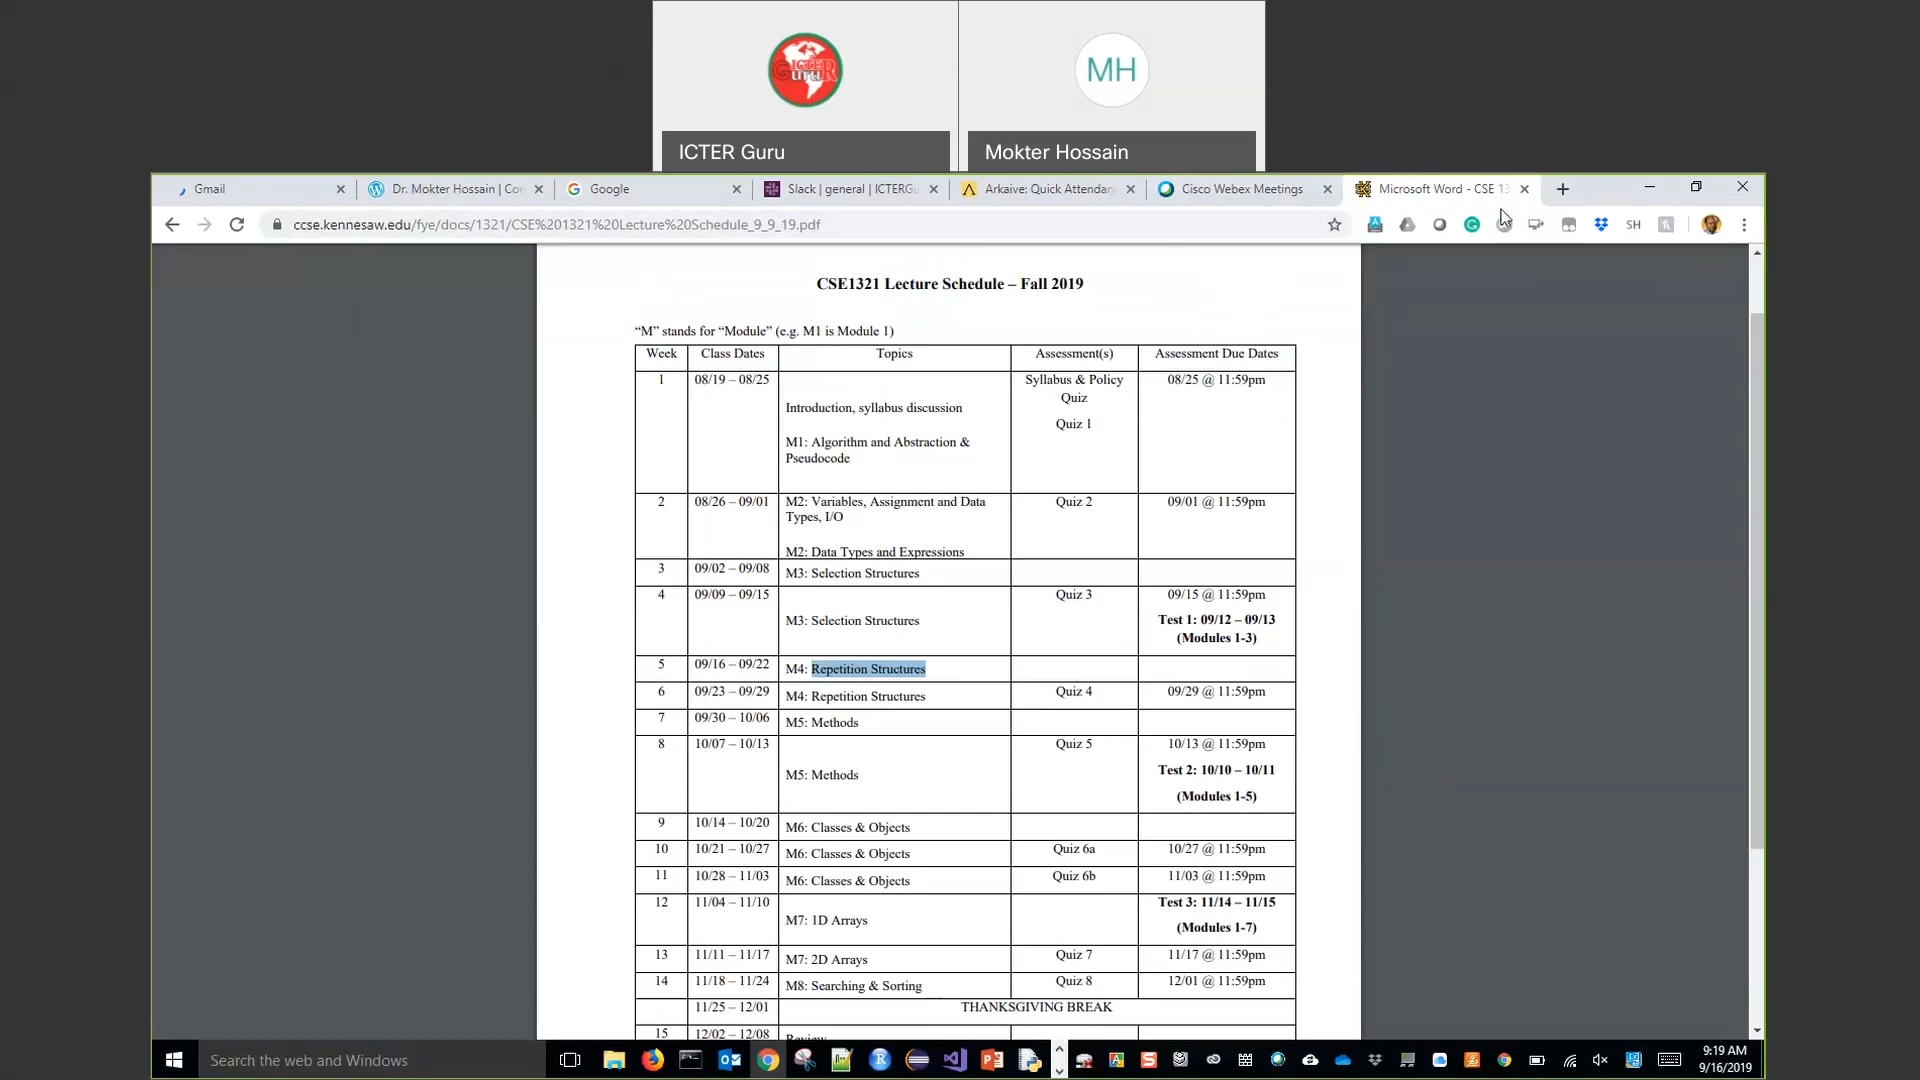 ICTER
Guru
MH
ICTER Guru
Mokter Hossain
Gmail
Dr. Mokter Hossain | Con
Google
Slack | general | ICTERGu
Arkaive: Quick Attendan
Cisco Webex Meetings
Microsoft Word - CSE 13
ccse.kennesaw.edu/fye/docs/1321/CSE%201321%20Lecture%20Schedule_9_9_19.pdf
SH
CSE1321 Lecture Schedule – Fall 2019
“M” stands for “Module” (e.g. M1 is Module 1)
Week Class Dates Topics Assessment(s) Assessment Due Dates
1 08/19 – 08/25 Syllabus & Policy 08/25 @ 11:59pm
Quiz
Introduction, syllabus discussion
Quiz 1
M1: Algorithm and Abstraction &
Pseudocode
2 08/26 – 09/01 M2: Variables, Assignment and Data Quiz 2 09/01 @ 11:59pm
Types, I/O
M2: Data Types and Expressions
3 09/02 – 09/08 M3: Selection Structures
4 09/09 – 09/15 Quiz 3 09/15 @ 11:59pm
M3: Selection Structures Test 1: 09/12 – 09/13
(Modules 1-3)
5 09/16 – 09/22 M4: Repetition Structures
6 09/23 – 09/29 M4: Repetition Structures Quiz 4 09/29 @ 11:59pm
7 09/30 – 10/06 M5: Methods
8 10/07 – 10/13 Quiz 5 10/13 @ 11:59pm
M5: Methods Test 2: 10/10 – 10/11
(Modules 1-5)
9 10/14 – 10/20 M6: Classes & Objects
10 10/21 – 10/27 M6: Classes & Objects Quiz 6a 10/27 @ 11:59pm
11 10/28 – 11/03 M6: Classes & Objects Quiz 6b 11/03 @ 11:59pm
12 11/04 – 11/10 M7: 1D Arrays Test 3: 11/14 – 11/15
(Modules 1-7)
13 11/11 – 11/17 M7: 2D Arrays Quiz 7 11/17 @ 11:59pm
14 11/18 – 11/24 M8: Searching & Sorting Quiz 8 12/01 @ 11:59pm
11/25 – 12/01 THANKSGIVING BREAK
15 12/02 – 12/08 Review
Search the web and Windows
9:19 AM
9/16/2019